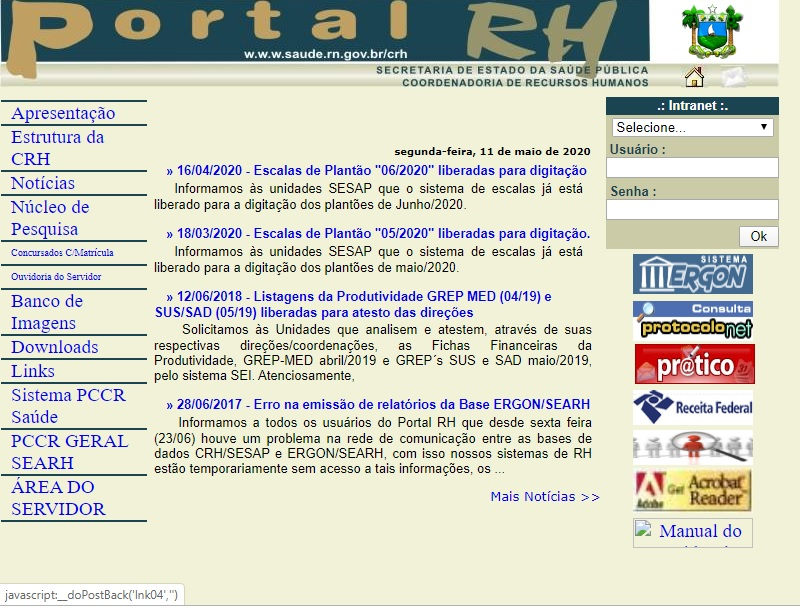 Portal RH
www.saude.rn.gov.br/crh
SECRETARIA DE ESTADO DA SAÚDE PÚBLICA
COORDENADORIA DE RECURSOS HUMANOS
Apresentação
Estrutura da
CRH
Notícias
Núcleo de
Pesquisa
Concursados C/Matrícula
Ouvidoria do Servidor
Banco de
Imagens
Downloads
Links
Sistema PCCR
Saúde
PCCR GERAL
SEARH
ÁREA DO
SERVIDOR
segunda-feira, 11 de maio de 2020
» 16/04/2020 - Escalas de Plantão "06/2020" liberadas para digitação
Informamos às unidades SESAP que o sistema de escalas já está
liberado para a digitação dos plantões de Junho/2020.
» 18/03/2020 - Escalas de Plantão "05/2020" liberadas para digitação.
Informamos às unidades SESAP que o sistema de escalas já está
liberado para a digitação dos plantões de maio/2020.
» 12/06/2018 - Listagens da Produtividade GREP MED (04/19) e
SUS/SAD (05/19) liberadas para atesto das direções
Solicitamos às Unidades que analisem e atestem, através de suas
respectivas direções/coordenações, as Fichas Financeiras da
Produtividade, GREP-MED abril/2019 e GREP´s SUS e SAD maio/2019,
pelo sistema SEI. Atenciosamente,
» 28/06/2017 - Erro na emissão de relatórios da Base ERGON/SEARH
Informamos a todos os usuários do Portal RH que desde sexta feira
(23/06) houve um problema na rede de comunicação entre as bases de
dados CRH/SESAP e ERGON/SEARH, com isso nossos sistemas de RH
estão temporariamente sem acesso a tais informações, os ...
Mais Notícias >>
.: Intranet :.
Selecione...
Usuário :
Senha :
Ok
SISTEMA
ERGON
Consulta
protocolonet
pr@tico
Receita Federal
Adobe
Get Acrobat
Reader
Manual do
javascript:__doPostBack('lnk04','')